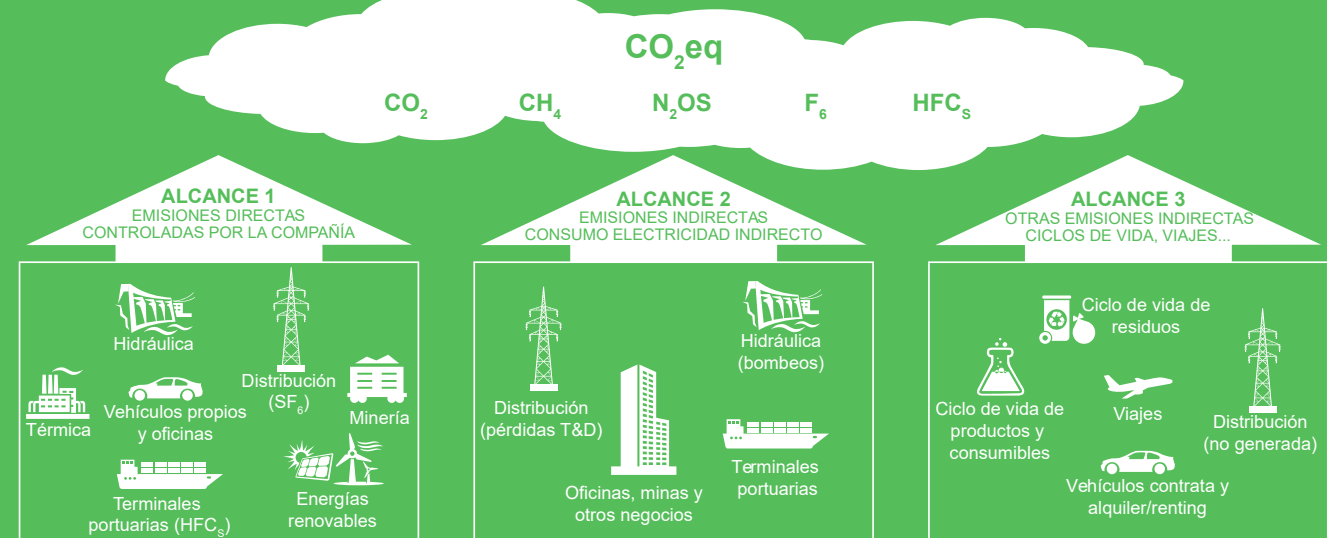 CO₂eq
CO₂ CH₄ N₂OS F₆ HFCₛ
ALCANCE 1
EMISIONES DIRECTAS
CONTROLADAS POR LA COMPAÑÍA
Hidráulica
Térmica
Vehículos propios
y oficinas
Distribución
(SF₆)
Minería
Terminales
portuarias (HFCₛ)
Energías
renovables
ALCANCE 2
EMISIONES INDIRECTAS
CONSUMO ELECTRICIDAD INDIRECTO
Distribución
(pérdidas T&D)
Hidráulica
(bombeos)
Oficinas, minas y
otros negocios
Terminales
portuarias
ALCANCE 3
OTRAS EMISIONES INDIRECTAS
CICLOS DE VIDA, VIAJES...
Ciclo de vida de
residuos
Ciclo de vida de
productos y
consumibles
Viajes
Distribución
(no generada)
Vehículos contrata y
alquiler/renting